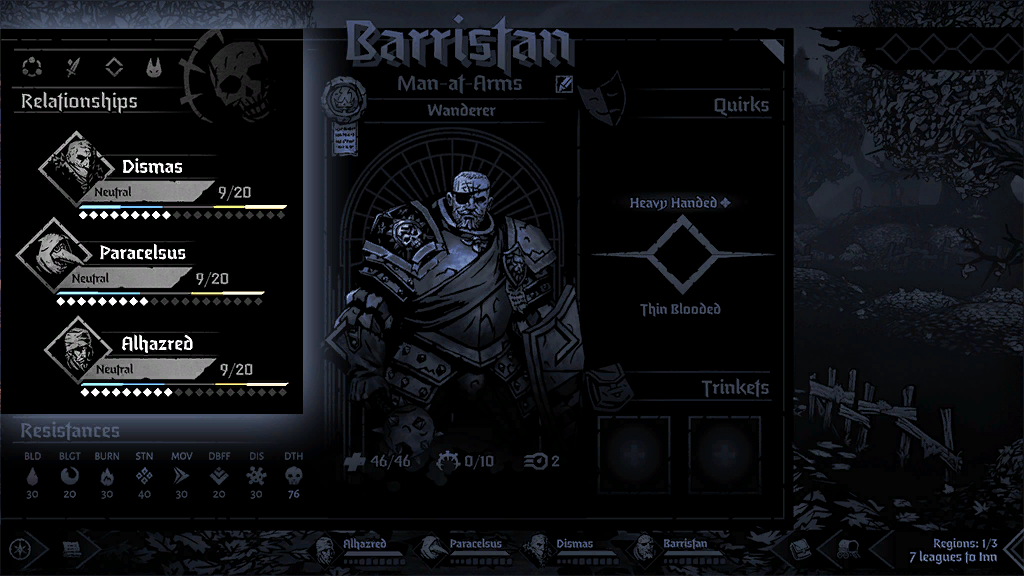 Barristan
Man-at-Arms
Wanderer
Relationships
Dismas
Neutral
9/20
Paracelsus
Neutral
9/20
Alhazred
Neutral
9/20
Resistances
BLD BLGT BURN STN MOV DBFF DIS DTH
30 20 30 40 30 20 30 76
46/46 0/10 2
Quirks
Heavy Handed
Thin Blooded
Trinkets
Alhazred Paracelsus Dismas Barristan
Regions: 1/3
7 leagues to Inn